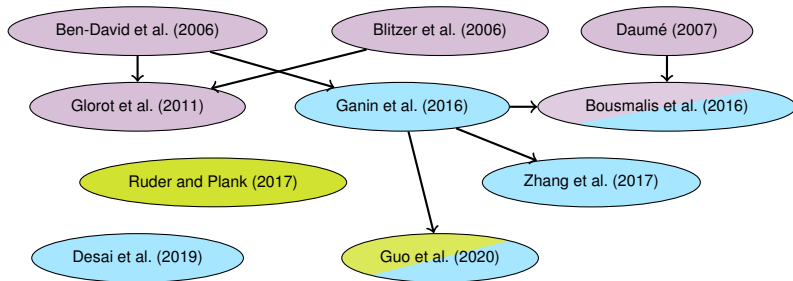 Ben-David et al. (2006)
Blitzer et al. (2006)
Daumé (2007)
Glorot et al. (2011)
Ganin et al. (2016)
Bousmalis et al. (2016)
Ruder and Plank (2017)
Zhang et al. (2017)
Desai et al. (2019)
Guo et al. (2020)